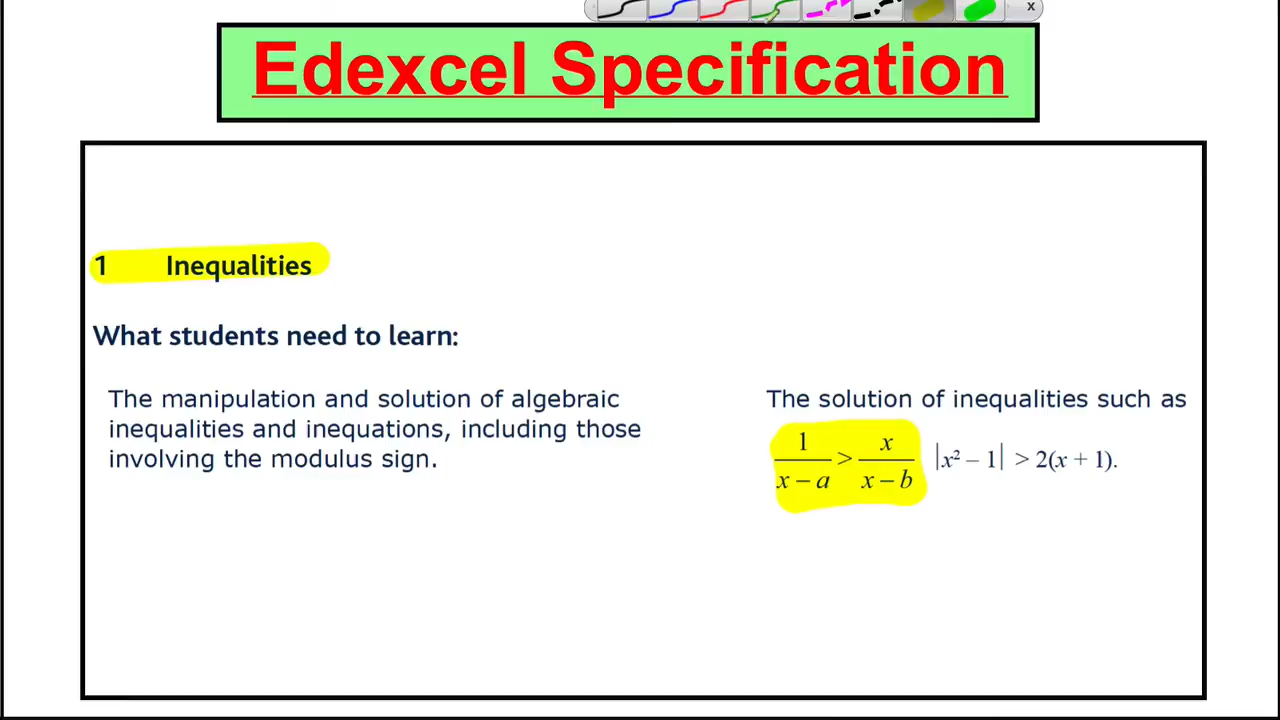 x
Edexcel Specification
1 Inequalities
What students need to learn:
The manipulation and solution of algebraic
inequalities and inequations, including those
involving the modulus sign.
The solution of inequalities such as
1/(x – a) > x/(x – b) |x² – 1| > 2(x + 1).